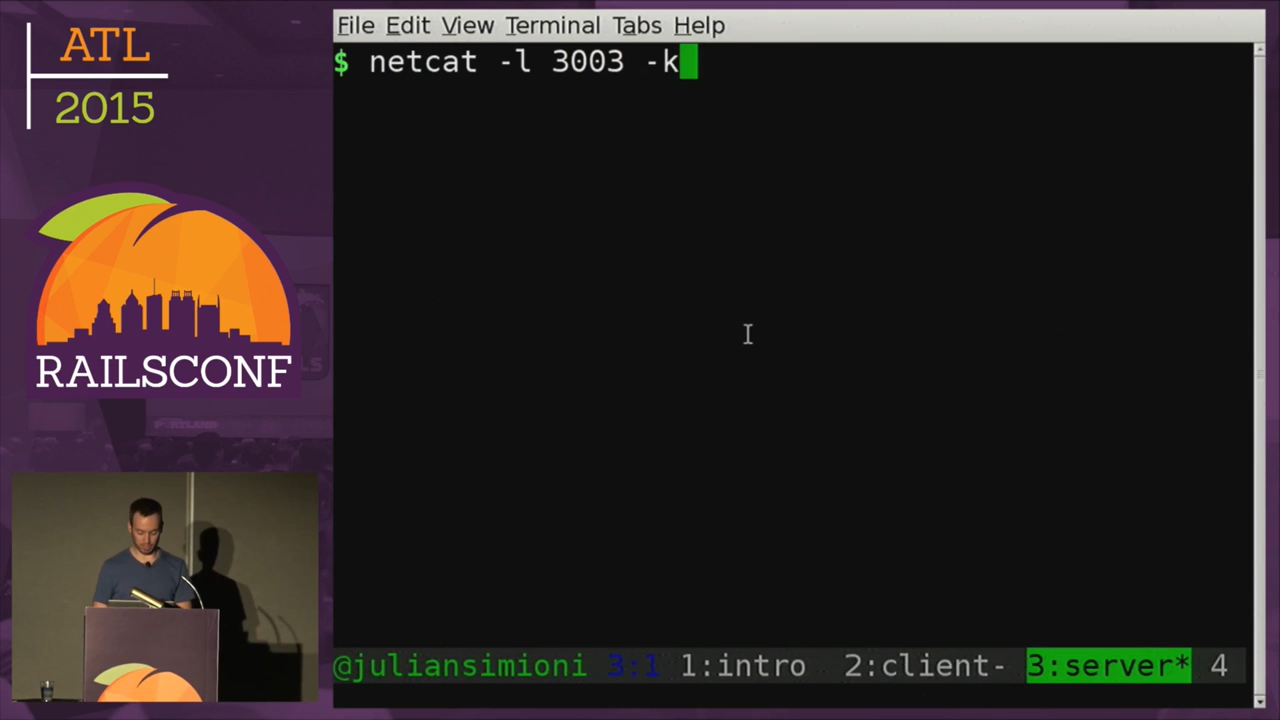 ATL
2015
RAILSCONF
File Edit View Terminal Tabs Help
$ netcat -l 3003 -k
@juliansimioni 3:1 1:intro 2:client- 3:server* 4